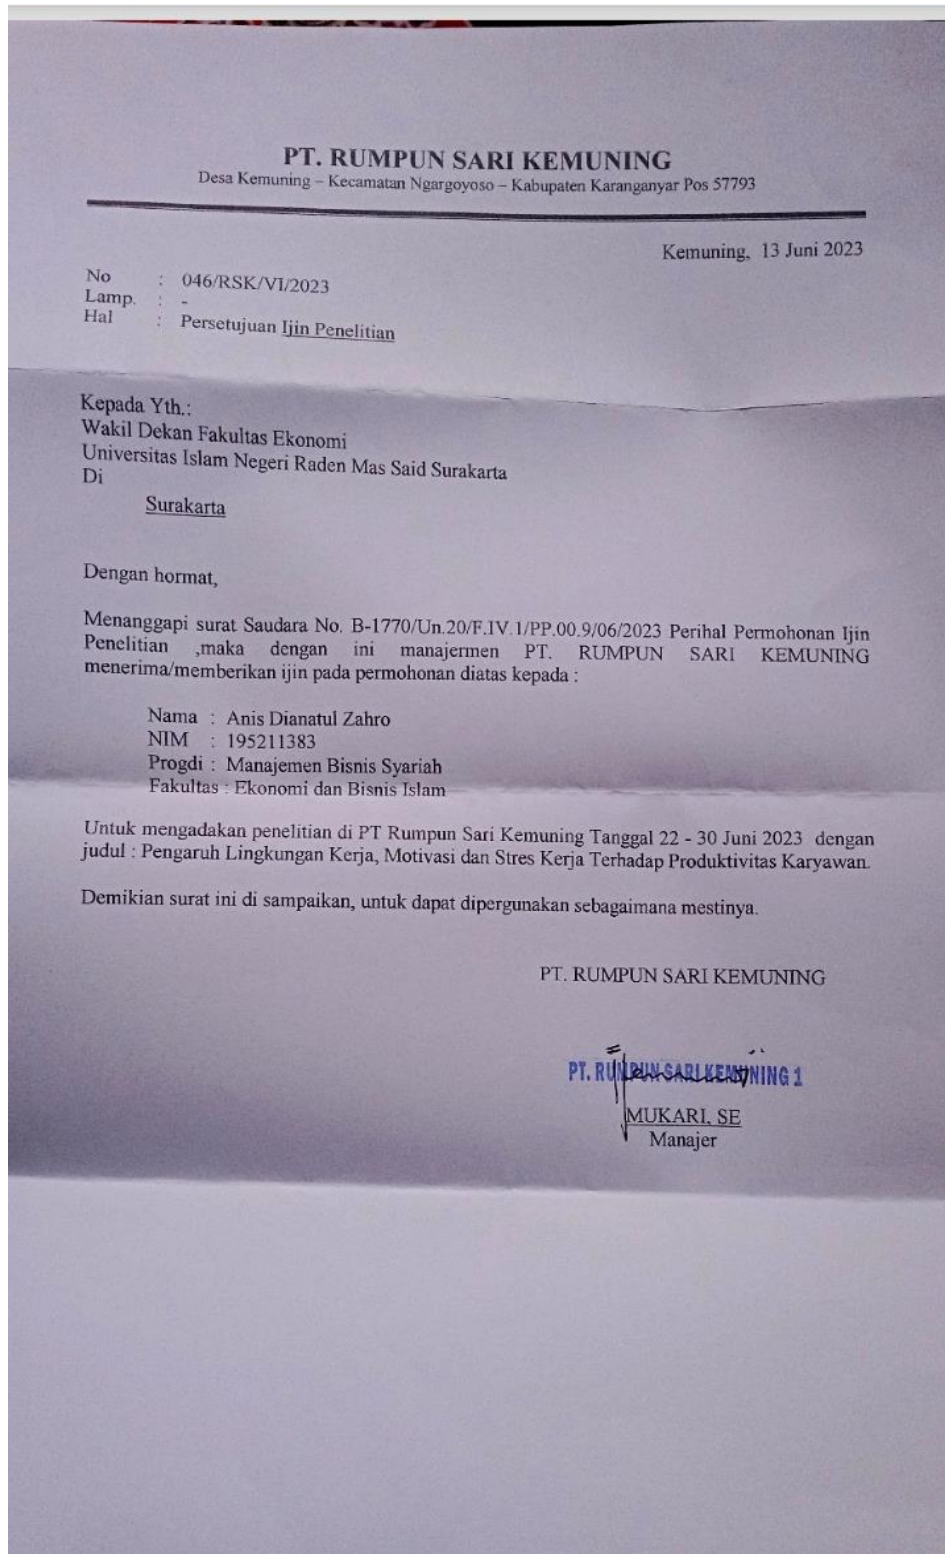 PT. RUMPUN SARI KEMUNING
Desa Kemuning – Kecamatan Ngargoyoso – Kabupaten Karanganyar Pos 57793
Kemuning, 13 Juni 2023
No : 046/RSK/VI/2023
Lamp. : -
Hal : Persetujuan Ijin Penelitian
Kepada Yth.:
Wakil Dekan Fakultas Ekonomi
Universitas Islam Negeri Raden Mas Said Surakarta
Di
Surakarta
Dengan hormat,
Menanggapi surat Saudara No. B-1770/Un.20/F.IV.1/PP.00.9/06/2023 Perihal Permohonan Ijin
Penelitian ,maka dengan ini manajermen PT. RUMPUN SARI KEMUNING
menerima/memberikan ijin pada permohonan diatas kepada :
Nama : Anis Dianatul Zahro
NIM : 195211383
Progdi : Manajemen Bisnis Syariah
Fakultas : Ekonomi dan Bisnis Islam
Untuk mengadakan penelitian di PT Rumpun Sari Kemuning Tanggal 22 - 30 Juni 2023 dengan
judul : Pengaruh Lingkungan Kerja, Motivasi dan Stres Kerja Terhadap Produktivitas Karyawan.
Demikian surat ini di sampaikan, untuk dapat dipergunakan sebagaimana mestinya.
PT. RUMPUN SARI KEMUNING
PT. RUMPUN SARI KEMUNING 1
MUKARI, SE
Manajer